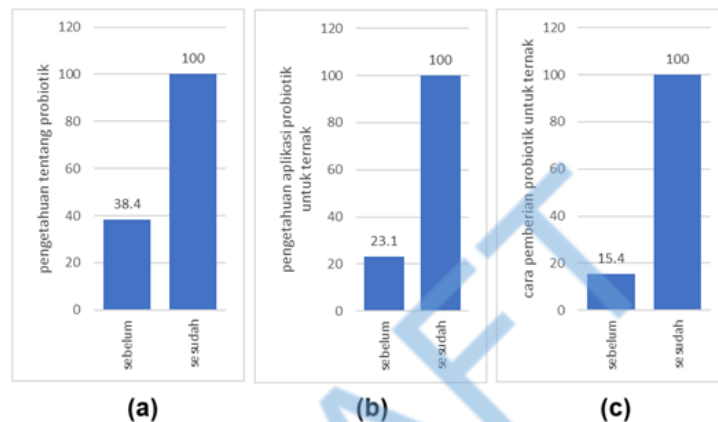 pengetahuan tentang probiotik
120
100
80
60
40
20
0
38.4
100
sebelum
sesudah
(a)
pengetahuan aplikasi probiotik
untuk ternak
120
100
80
60
40
20
0
23.1
100
sebelum
sesudah
(b)
cara pemberian probiotik untuk ternak
120
100
80
60
40
20
0
15.4
100
sebelum
sesudah
(c)
AFT